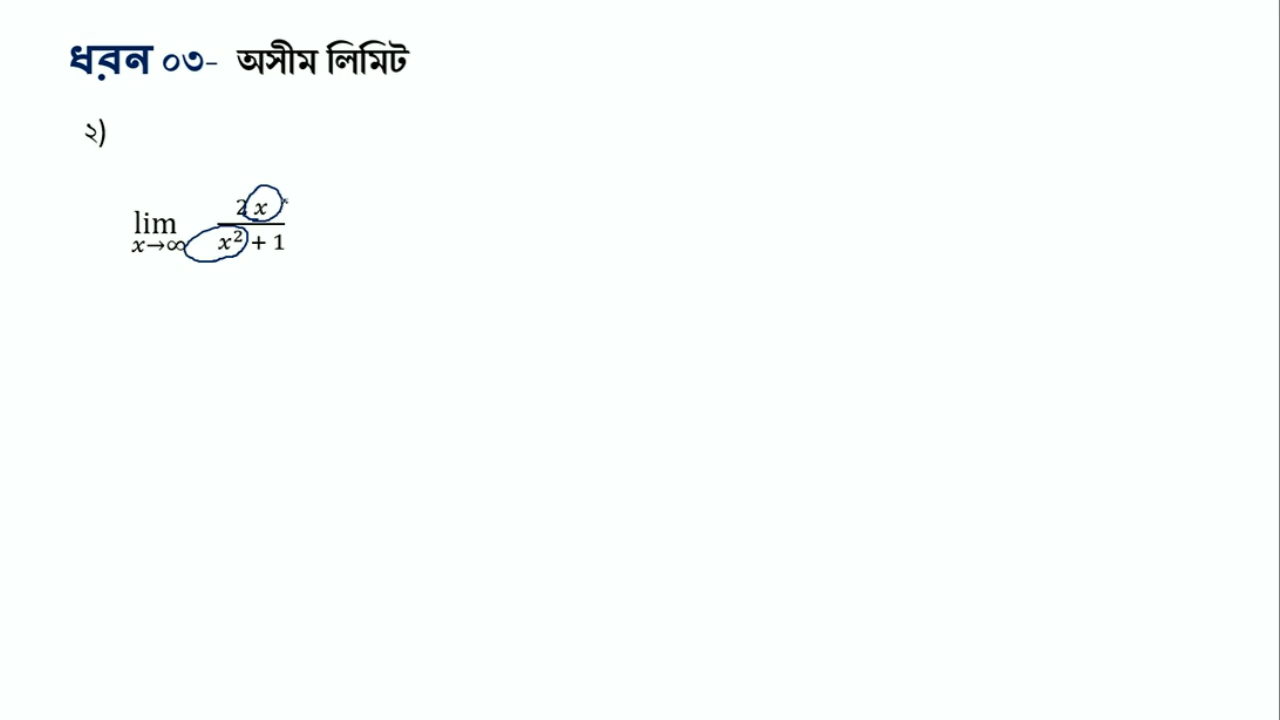 ধরন ০৩- অসীম লিমিট
২)
lim x→∞ 2x / x² + 1